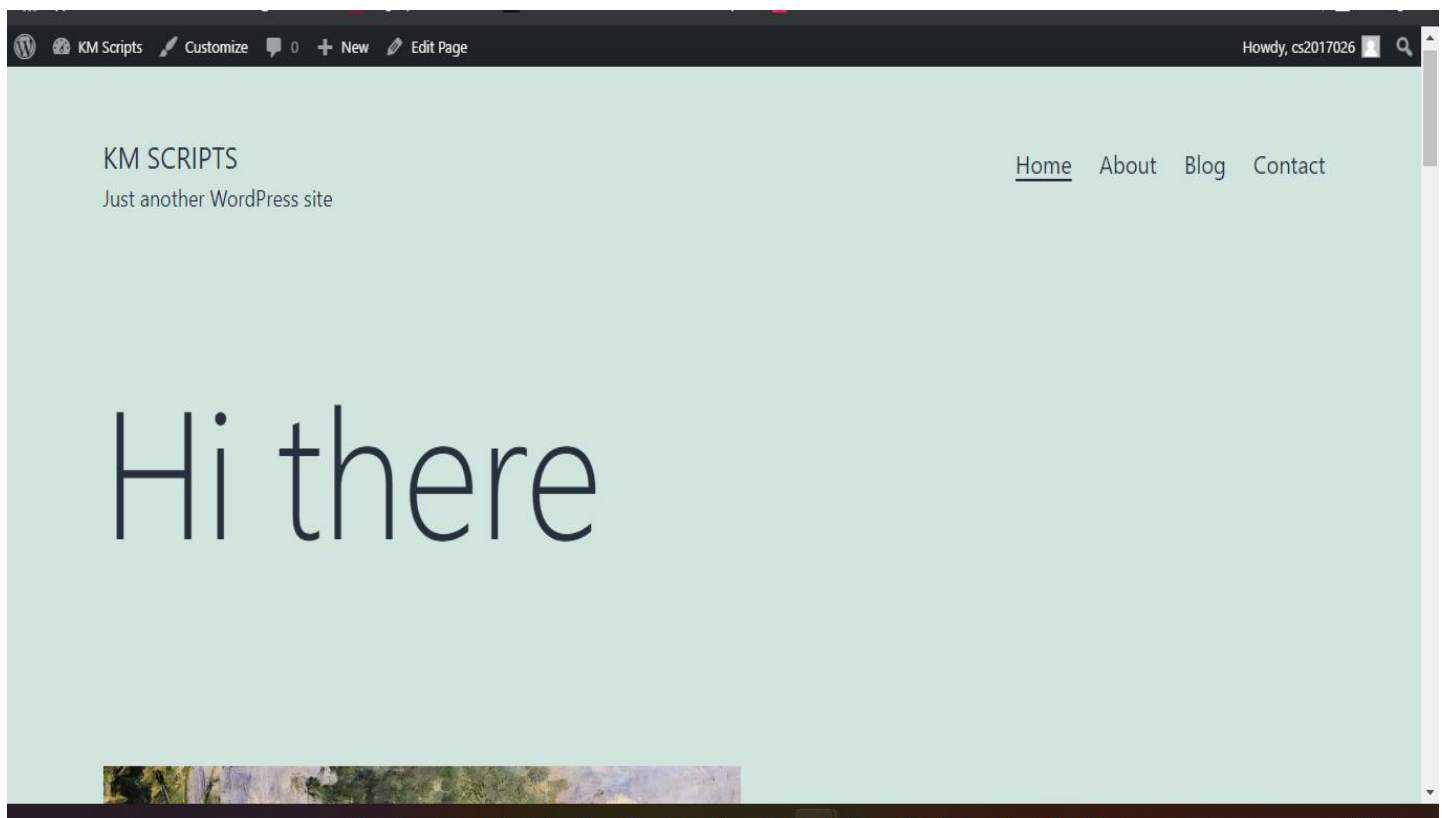 KM Scripts Customize 0 New Edit Page Howdy, cs2017026
KM SCRIPTS
Just another WordPress site
Home About Blog Contact
Hi there